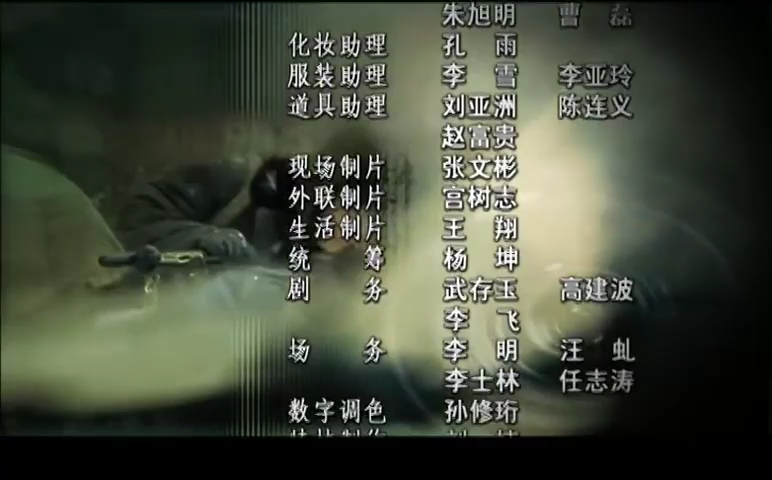 朱旭明 曹 磊
化妆助理 孔 雨
服装助理 李 雪 李亚玲
道具助理 刘亚洲 陈连义
赵富贵
现场制片 张文彬
外联制片 宫树志
生活制片 王 翔
统 筹 杨 坤
剧 务 武存玉 高建波
李 飞
场 务 李 明 汪 虬
李士林 任志涛
数字调色 孙修珩